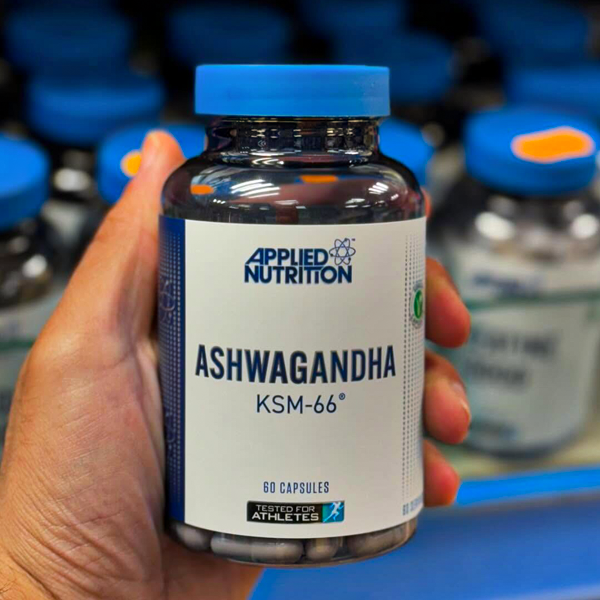 APPLIED
NUTRITION
ASHWAGANDHA
KSM-66®
60 CAPSULES
TESTED FOR
ATHLETES